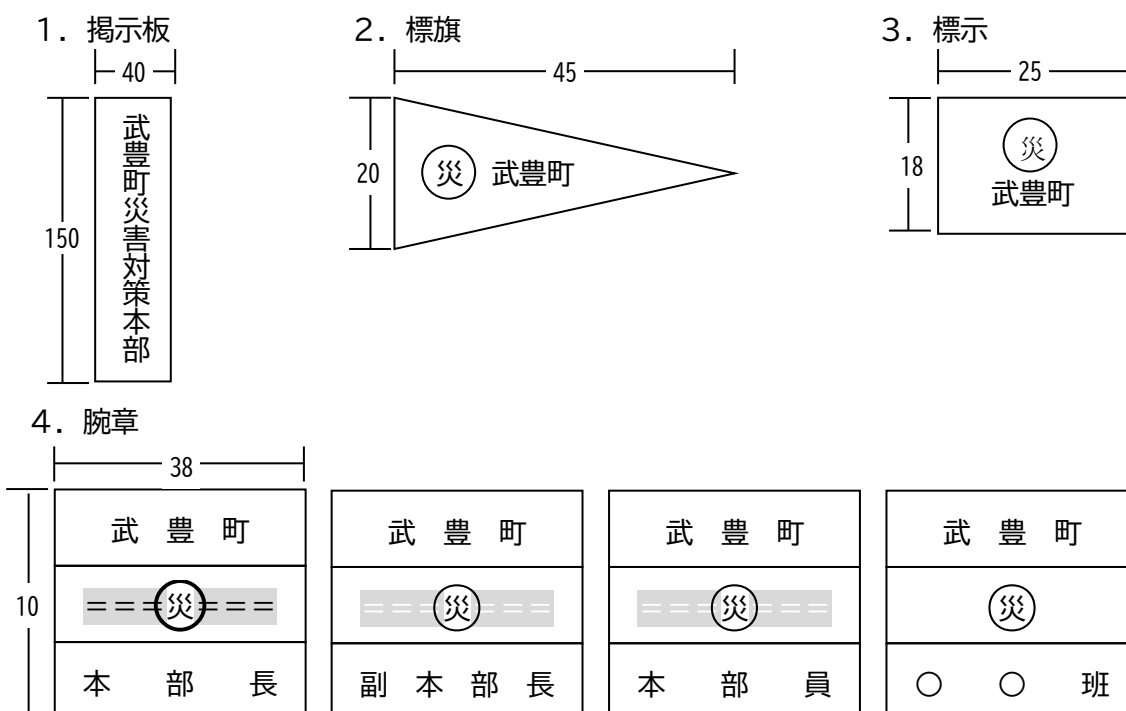 1．掲示板
40
150
武豊町災害対策本部
2．標旗
45
20
災 武豊町
3．標示
25
18
災
武豊町
4．腕章
38
10
武豊町
＝＝＝災＝＝＝
本部長
武豊町
＝＝＝災＝＝＝
副本部長
武豊町
＝＝＝災＝＝＝
本部員
武豊町
災
○○班